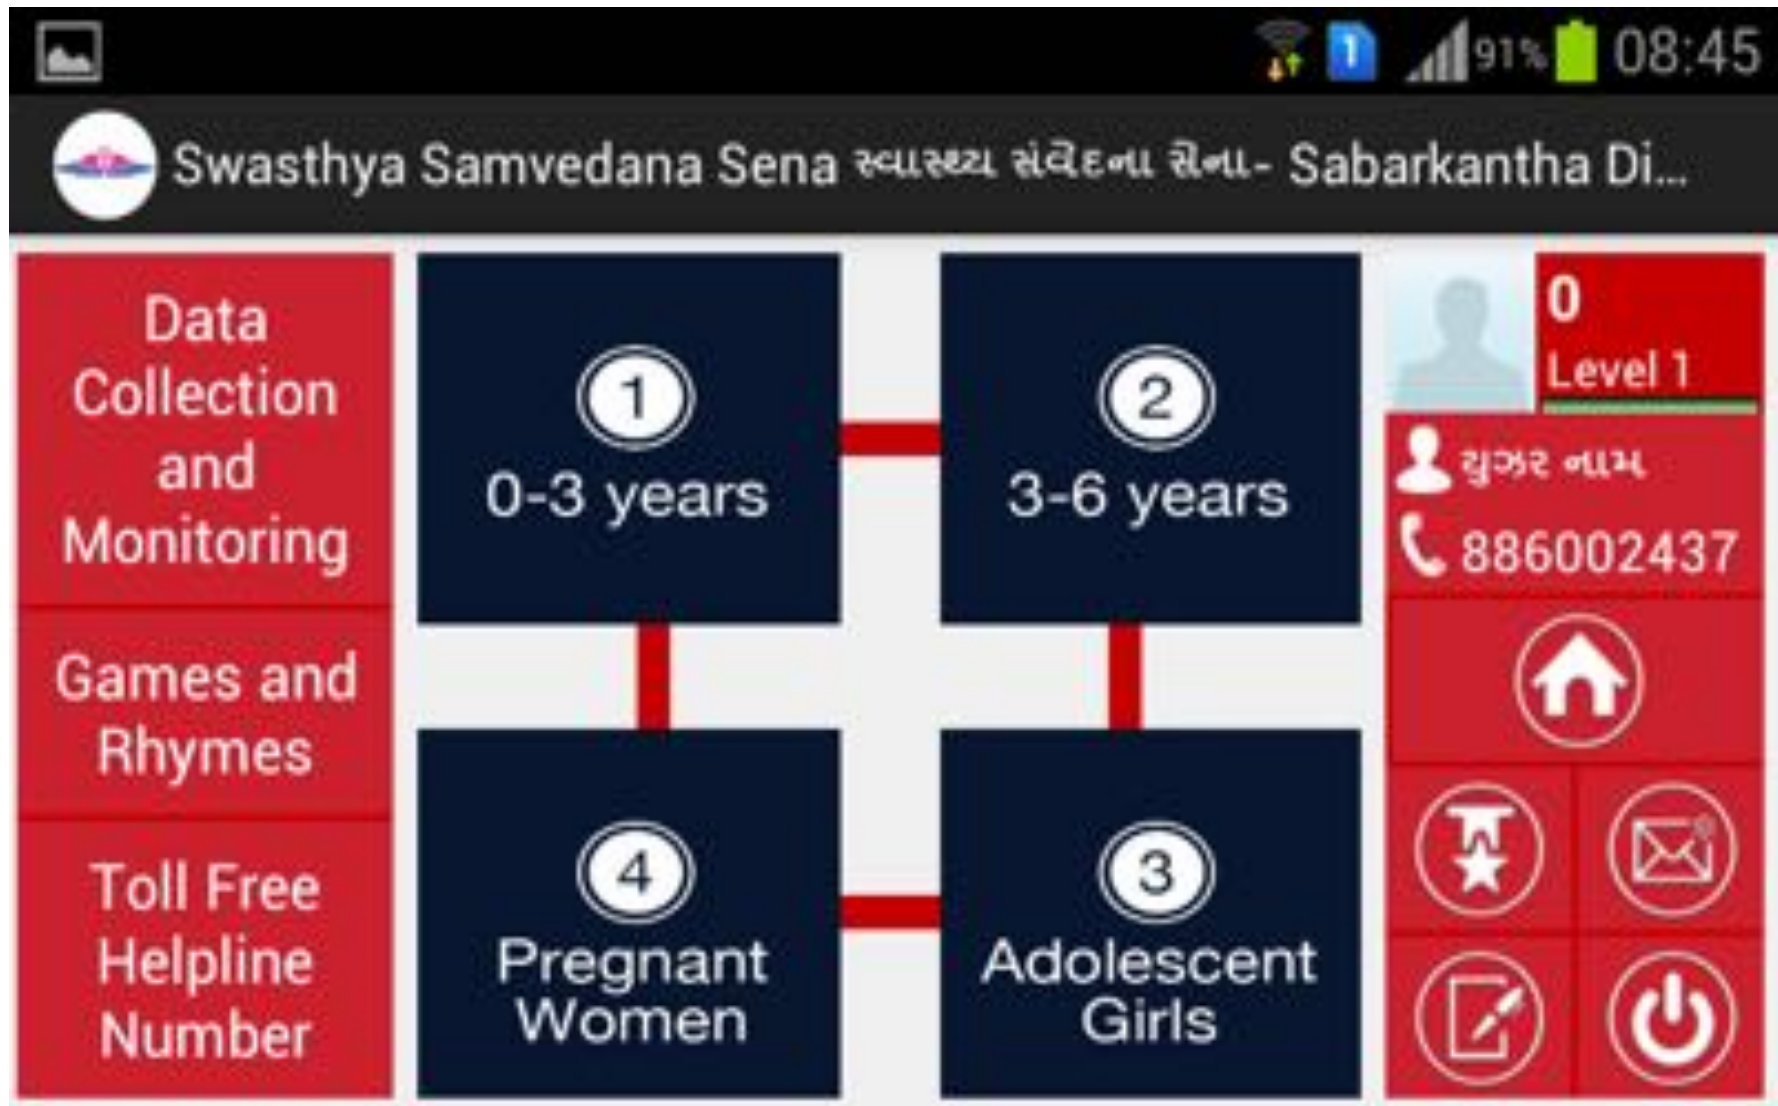 1 91% 08:45
Swasthya Samvedana Sena સ્વાસ્થ્ય સંવેદના સેના- Sabarkantha Di...
Data
Collection
and
Monitoring
Games and
Rhymes
Toll Free
Helpline
Number
1
0-3 years
2
3-6 years
4
Pregnant
Women
3
Adolescent
Girls
0
Level 1
યુઝર નામ
886002437